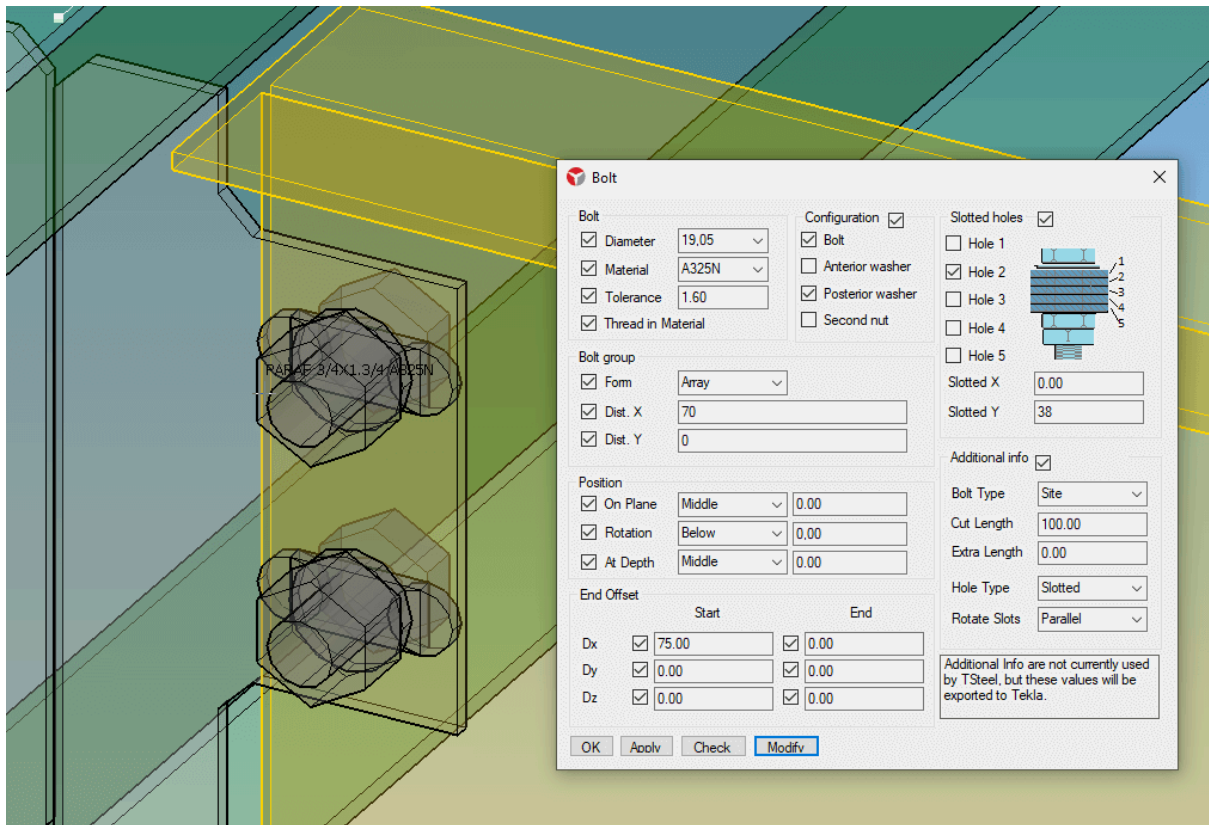 PARAF 3/4X1.3/4 A325N
Bolt
Bolt
Diameter 19,05
Material A325N
Tolerance 1.60
Thread in Material
Configuration
Bolt
Anterior washer
Posterior washer
Second nut
Slotted holes
Hole 1
Hole 2
Hole 3
Hole 4
Hole 5
1
2
3
4
5
Slotted X 0.00
Slotted Y 38
Bolt group
Form Array
Dist. X 70
Dist. Y 0
Position
On Plane Middle 0.00
Rotation Below 0,00
At Depth Middle 0.00
End Offset
Start End
Dx 75.00 0.00
Dy 0.00 0.00
Dz 0.00 0.00
Additional info
Bolt Type Site
Cut Length 100.00
Extra Length 0.00
Hole Type Slotted
Rotate Slots Parallel
Additional Info are not currently used
by TSteel, but these values will be
exported to Tekla.
OK Apply Check Modify